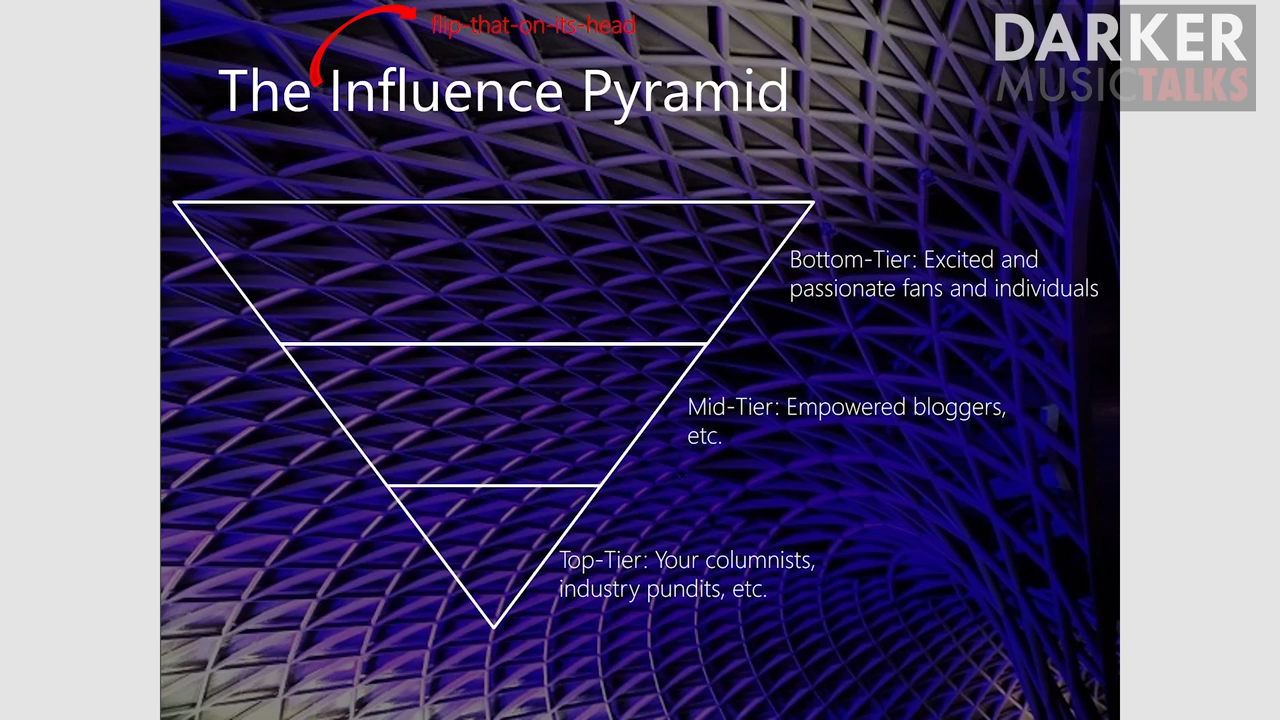 flip-that-on-its-head
The Influence Pyramid
DARKER
MUSICTALKS
Bottom-Tier: Excited and
passionate fans and individuals
Mid-Tier: Empowered bloggers,
etc.
Top-Tier: Your columnists,
industry pundits, etc.